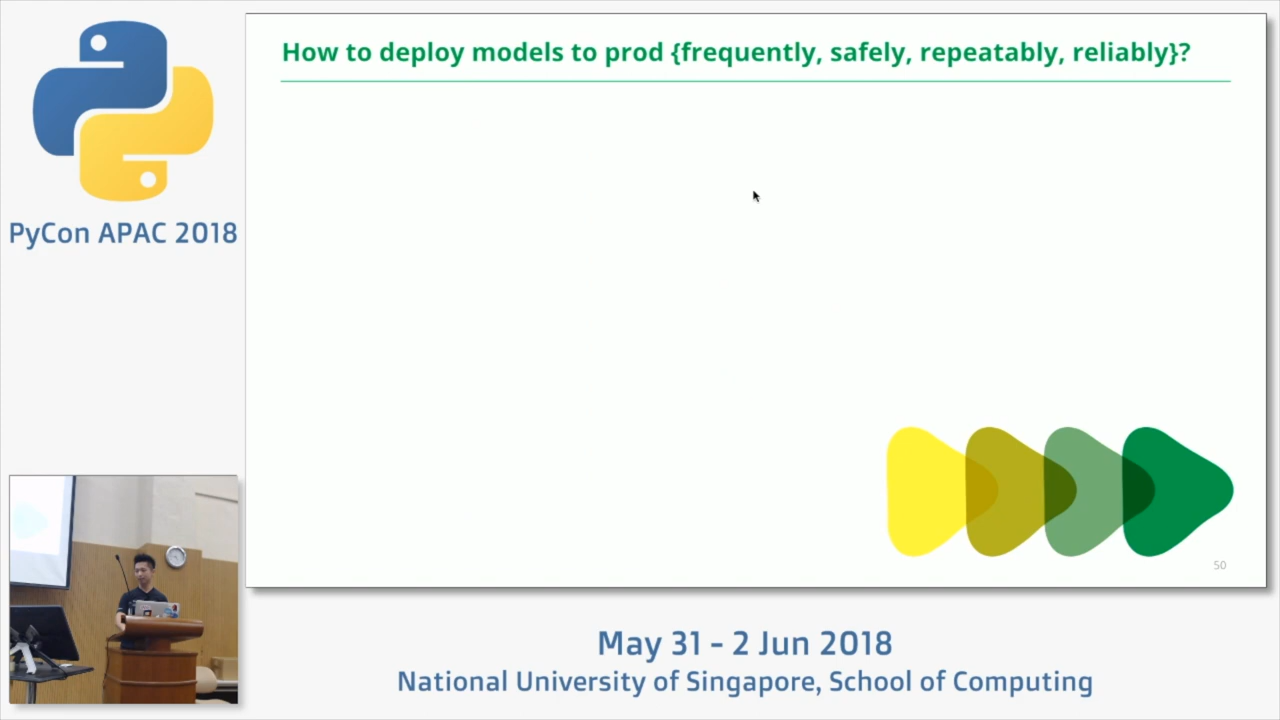 How to deploy models to prod {frequently, safely, repeatably, reliably}?
PyCon APAC 2018
50
May 31 - 2 Jun 2018
National University of Singapore, School of Computing